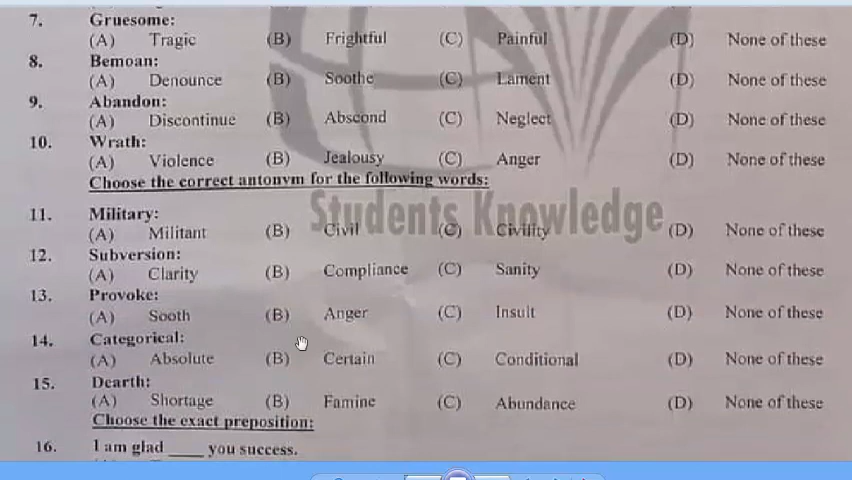 7. Gruesome:
(A) Tragic (B) Frightful (C) Painful (D) None of these
8. Bemoan:
(A) Denounce (B) Soothe (C) Lament (D) None of these
9. Abandon:
(A) Discontinue (B) Abscond (C) Neglect (D) None of these
10. Wrath:
(A) Violence (B) Jealousy (C) Anger (D) None of these
Choose the correct antonym for the following words:
Students Knowledge
11. Military:
(A) Militant (B) Civil (C) Civility (D) None of these
12. Subversion:
(A) Clarity (B) Compliance (C) Sanity (D) None of these
13. Provoke:
(A) Sooth (B) Anger (C) Insult (D) None of these
14. Categorical:
(A) Absolute (B) Certain (C) Conditional (D) None of these
15. Dearth:
(A) Shortage (B) Famine (C) Abundance (D) None of these
Choose the exact preposition:
16. I am glad ____ you success.